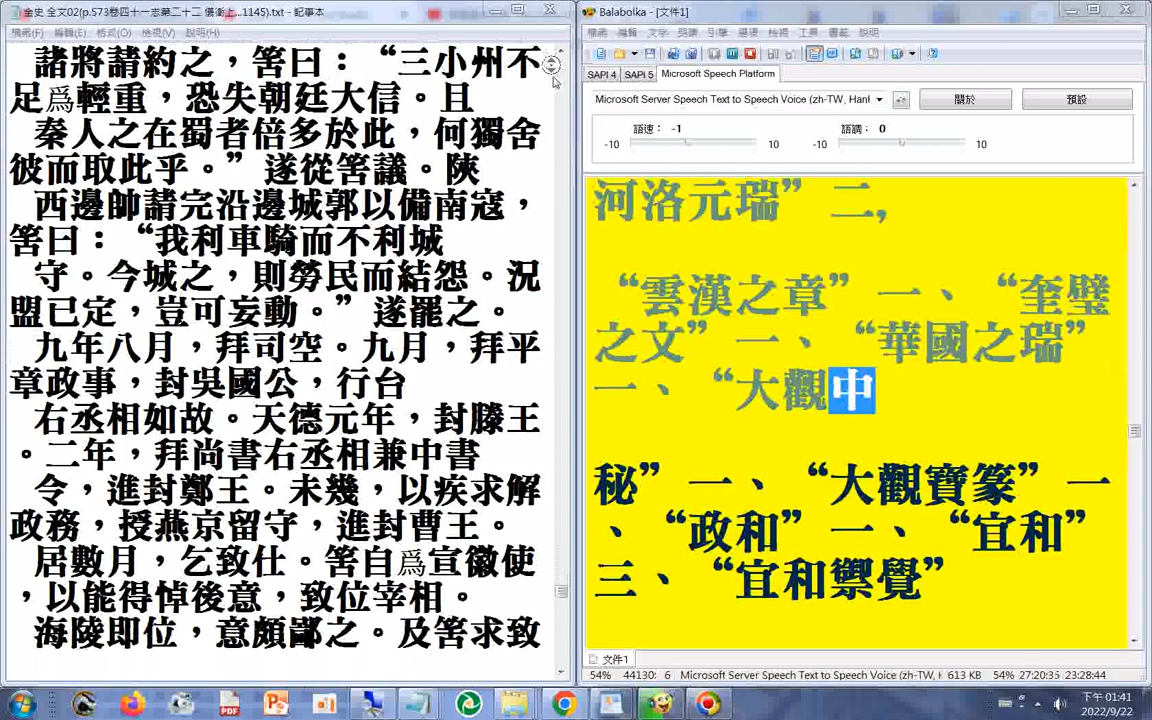 金史 全文02(p.573卷四十一志第二十二 儀衛上...1145).txt - 記事本
檔案(F) 編輯(E) 格式(O) 檢視(V) 說明(H)
諸將請約之，筈曰：“三小州不
足爲輕重，恐失朝廷大信。且
秦人之在蜀者倍多於此，何獨舍
彼而取此乎。”遂從筈議。陝
西邊帥請完沿邊城郭以備南寇，
筈曰：“我利車騎而不利城
守。今城之，則勞民而結怨。況
盟已定，豈可妄動。”遂罷之。
九年八月，拜司空。九月，拜平
章政事，封吳國公，行台
右丞相如故。天德元年，封滕王
。二年，拜尚書右丞相兼中書
令，進封鄭王。未幾，以疾求解
政務，授燕京留守，進封曹王。
居數月，乞致仕。筈自爲宣徽使
，以能得悼後意，致位宰相。
海陵即位，意頗鄙之。及筈求致
Balabolka - [文件1]
檔案 編輯 檢視 文字 朗讀 引擎 選項 工具 書籤 說明
SAPI 4 SAPI 5 Microsoft Speech Platform
Microsoft Server Speech Text to Speech Voice (zh-TW, Hanl
關於 預設
語速： -1 語調： 0
-10 10 -10 10
河洛元瑞”二,
“雲漢之章”一、“奎璧
之文”一、“華國之瑞”
一、“大觀中
秘”一、“大觀寶篆”一
、“政和”一、“宣和”
三、“宣和禦覺”
文件1
54% 44130: 6 Microsoft Server Speech Text to Speech Voice (zh-TW, H 613 KB 54% 27:20:35 23:28:44
下午 01:41
2022/9/22